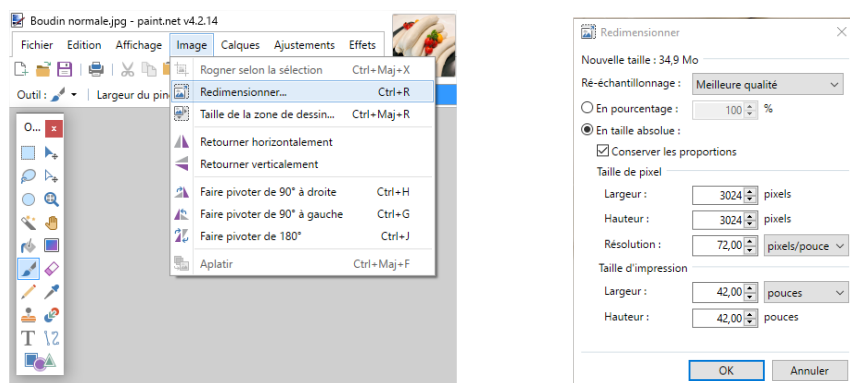 Boudin normale.jpg - paint.net v4.2.14
Fichier Edition Affichage Image Calques Ajustements Effets
Outil : Largeur du pin
O... x
Rogner selon la sélection Ctrl+Maj+X
Redimensionner... Ctrl+R
Taille de la zone de dessin... Ctrl+Maj+R
Retourner horizontalement
Retourner verticalement
Faire pivoter de 90° à droite Ctrl+H
Faire pivoter de 90° à gauche Ctrl+G
Faire pivoter de 180° Ctrl+J
Aplatir Ctrl+Maj+F
Redimensionner
Nouvelle taille : 34,9 Mo
Ré-échantillonnage : Meilleure qualité
En pourcentage : 100 %
En taille absolue :
Conserver les proportions
Taille de pixel
Largeur : 3024 pixels
Hauteur : 3024 pixels
Résolution : 72,00 pixels/pouce
Taille d'impression
Largeur : 42,00 pouces
Hauteur : 42,00 pouces
OK Annuler